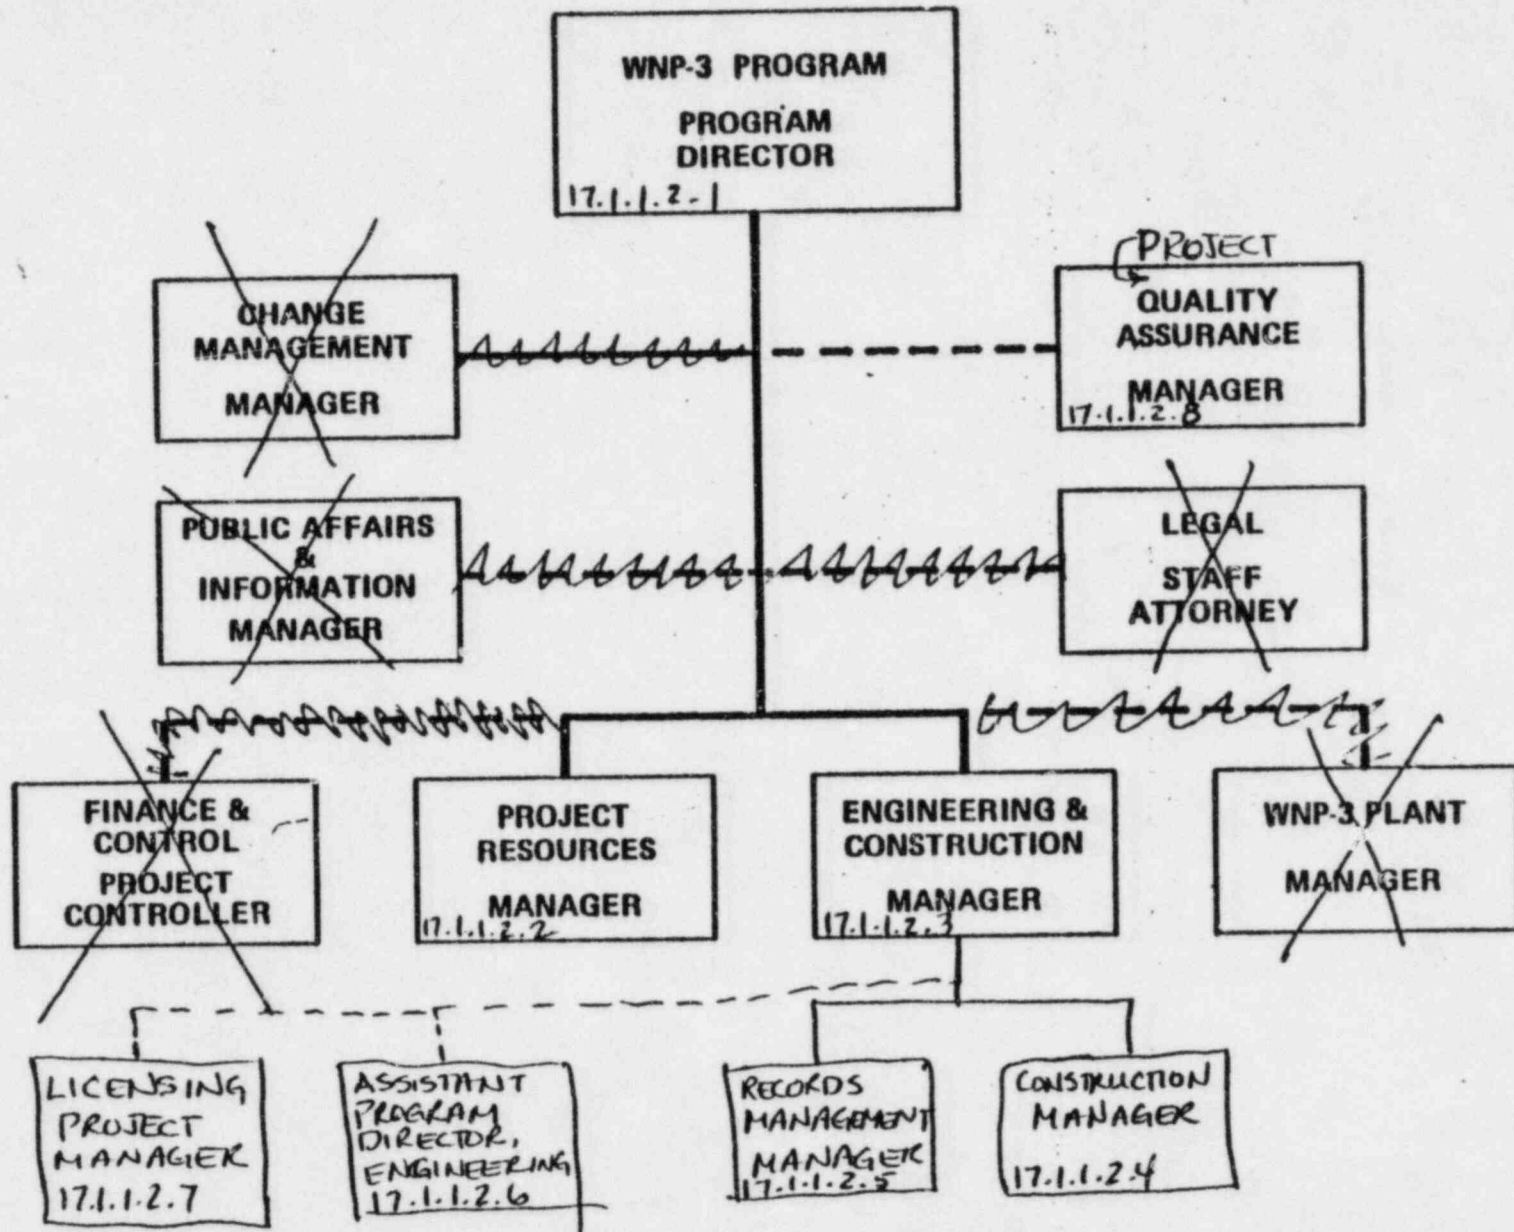 WNP-3 PROGRAM
PROGRAM
DIRECTOR
17.1.1.2-1
CHANGE
MANAGEMENT
MANAGER
PROJECT
QUALITY
ASSURANCE
MANAGER
17.1.1.2.8
PUBLIC AFFAIRS
&
INFORMATION
MANAGER
LEGAL
STAFF
ATTORNEY
FINANCE &
CONTROL
PROJECT
CONTROLLER
PROJECT
RESOURCES
MANAGER
17.1.1.2.2
ENGINEERING &
CONSTRUCTION
MANAGER
17.1.1.2.3
WNP-3 PLANT
MANAGER
LICENSING
PROJECT
MANAGER
17.1.1.2.7
ASSISTANT
PROGRAM
DIRECTOR,
ENGINEERING
17.1.1.2.6
RECORDS
MANAGEMENT
MANAGER
17.1.1.2.5
CONSTRUCTION
MANAGER
17.1.1.2.4